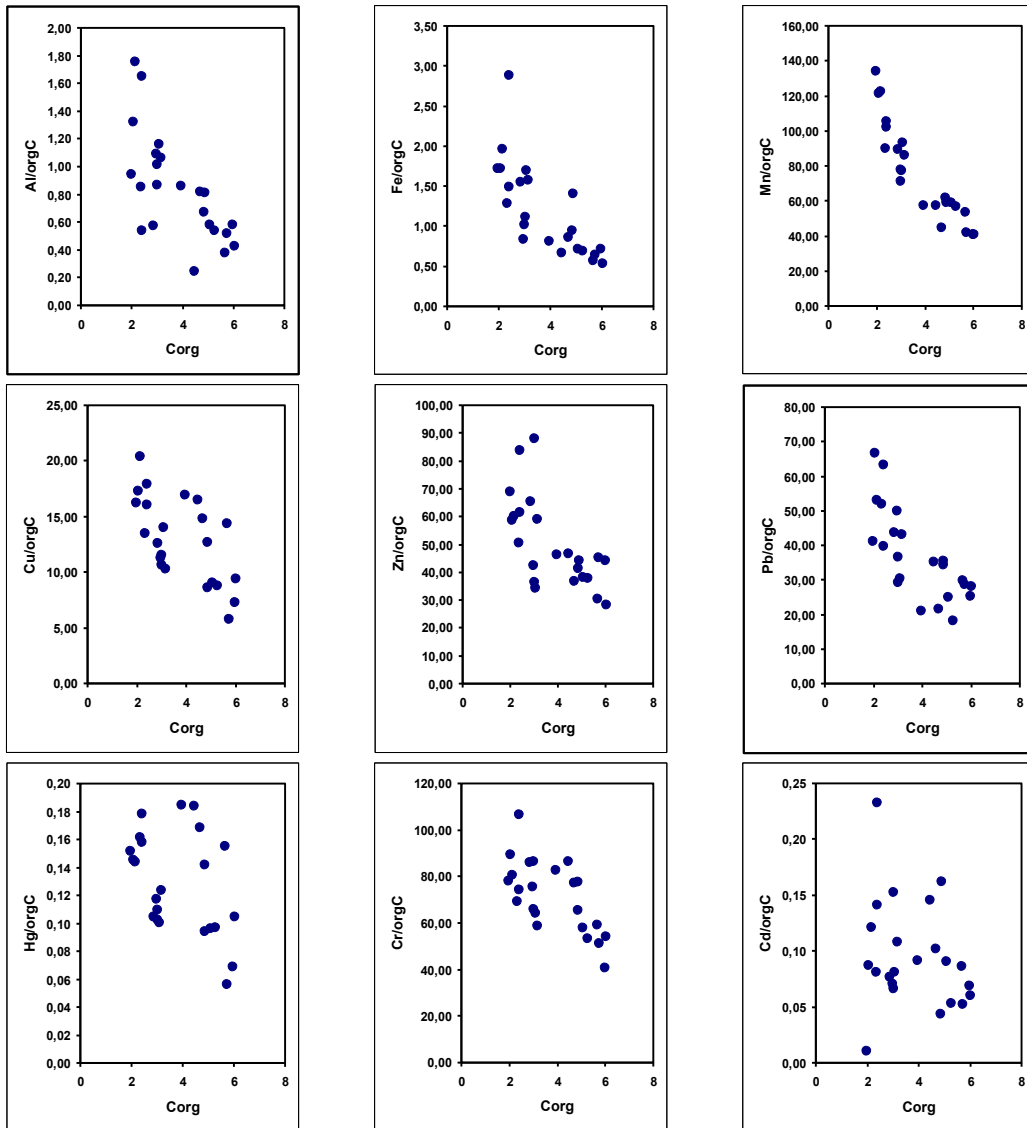 2,00
1,80
1,60
1,40
1,20
1,00
0,80
0,60
0,40
0,20
0,00
Al/orgC
0 2 4 6 8
Corg
3,50
3,00
2,50
2,00
1,50
1,00
0,50
0,00
Fe/orgC
0 2 4 6 8
Corg
160,00
140,00
120,00
100,00
80,00
60,00
40,00
20,00
0,00
Mn/orgC
0 2 4 6 8
Corg
25,00
20,00
15,00
10,00
5,00
0,00
Cu/orgC
0 2 4 6 8
Corg
100,00
90,00
80,00
70,00
60,00
50,00
40,00
30,00
20,00
10,00
0,00
Zn/orgC
0 2 4 6 8
Corg
80,00
70,00
60,00
50,00
40,00
30,00
20,00
10,00
0,00
Pb/orgC
0 2 4 6 8
Corg
0,20
0,18
0,16
0,14
0,12
0,10
0,08
0,06
0,04
0,02
0,00
Hg/orgC
0 2 4 6 8
Corg
120,00
100,00
80,00
60,00
40,00
20,00
0,00
Cr/orgC
0 2 4 6 8
Corg
0,25
0,20
0,15
0,10
0,05
0,00
Cd/orgC
0 2 4 6 8
Corg